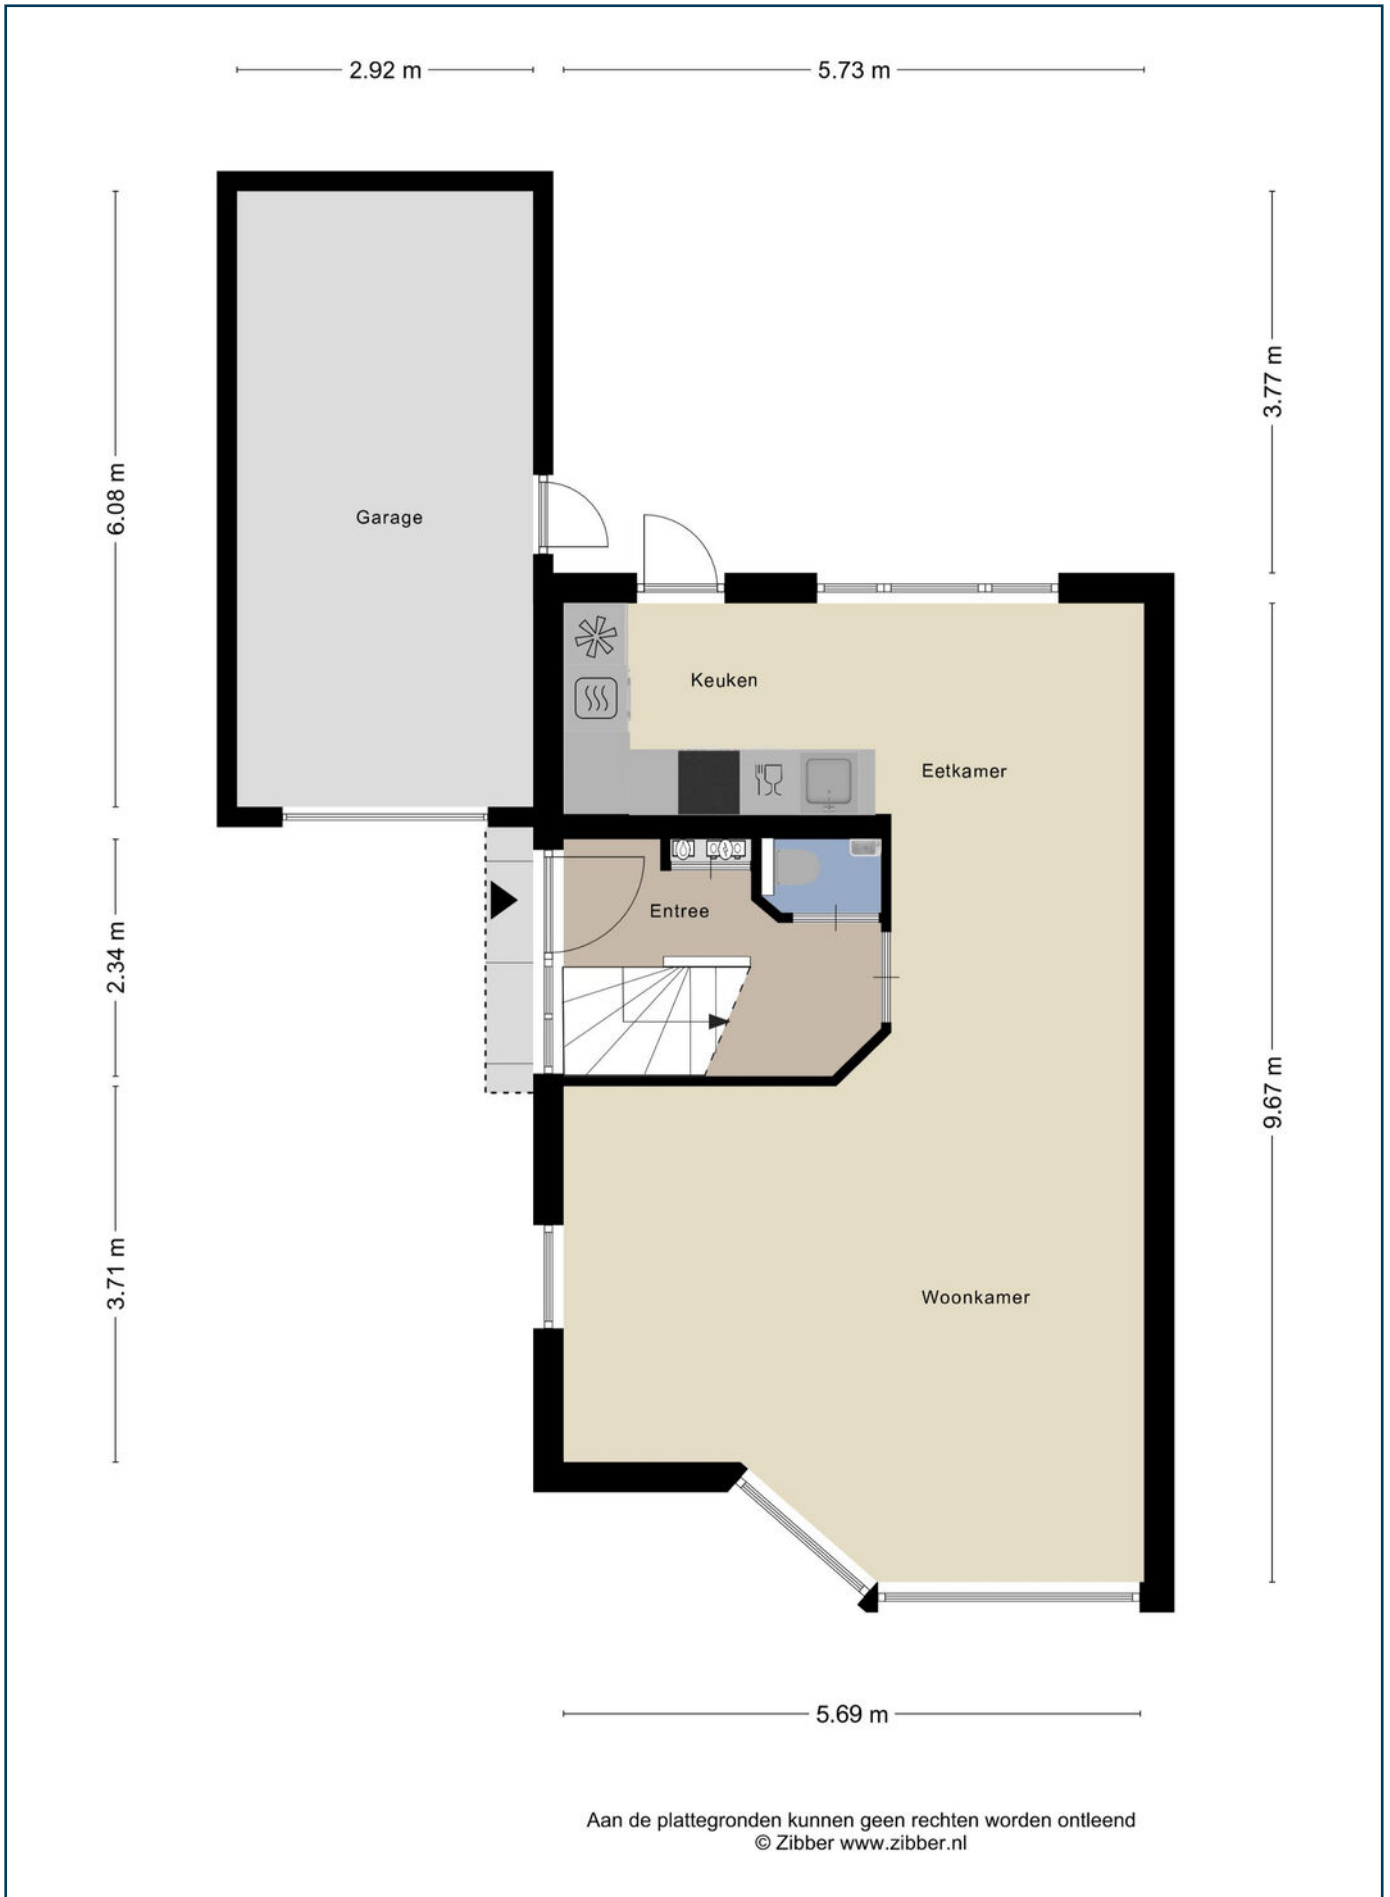 2.92 m
5.73 m
3.77 m
6.08 m
Garage
Keuken
Eetkamer
Entree
2.34 m
9.67 m
3.71 m
Woonkamer
5.69 m
Aan de plattegronden kunnen geen rechten worden ontleend
© Zibber www.zibber.nl